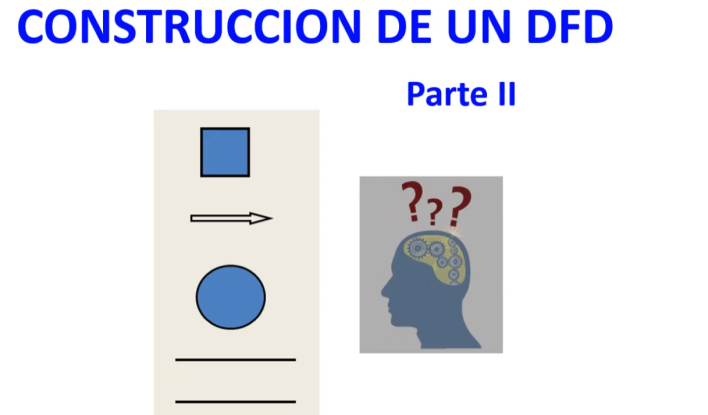 CONSTRUCCION DE UN DFD
Parte II
???